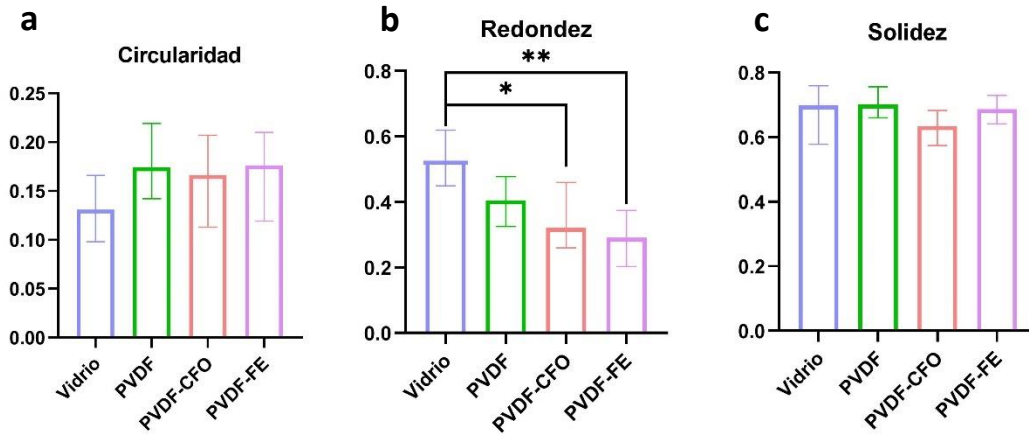 a
Circularidad
0.25
0.20
0.15
0.10
0.05
0.00
Vidrio
PVDF
PVDF-CFO
PVDF-FE
b
Redondez
**
*
0.8
0.6
0.4
0.2
0.0
Vidrio
PVDF
PVDF-CFO
PVDF-FE
c
Solidez
0.8
0.6
0.4
0.2
0.0
Vidrio
PVDF
PVDF-CFO
PVDF-FE